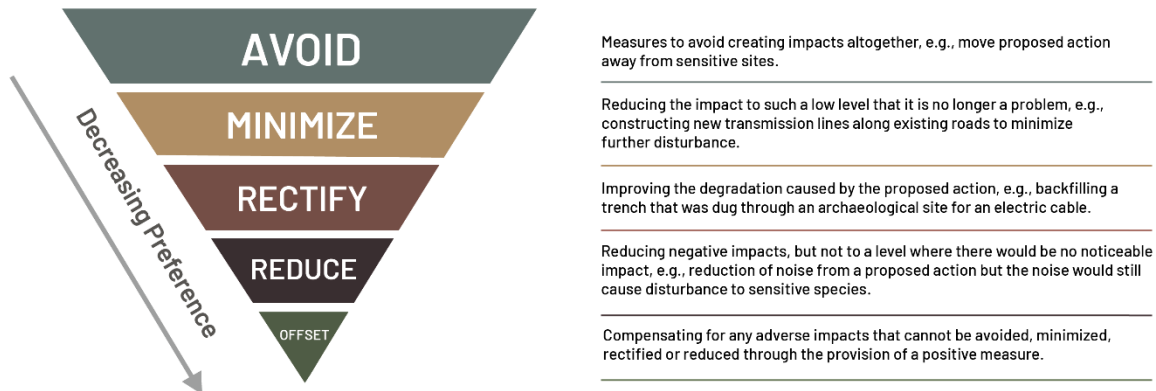 AVOID
Measures to avoid creating impacts altogether, e.g., move proposed action
away from sensitive sites.
MINIMIZE
Reducing the impact to such a low level that it is no longer a problem, e.g.,
constructing new transmission lines along existing roads to minimize
further disturbance.
RECTIFY
Improving the degradation caused by the proposed action, e.g., backfilling a
trench that was dug through an archaeological site for an electric cable.
REDUCE
Reducing negative impacts, but not to a level where there would be no noticeable
impact, e.g., reduction of noise from a proposed action but the noise would still
cause disturbance to sensitive species.
OFFSET
Compensating for any adverse impacts that cannot be avoided, minimized,
rectified or reduced through the provision of a positive measure.
Decreasing Preference